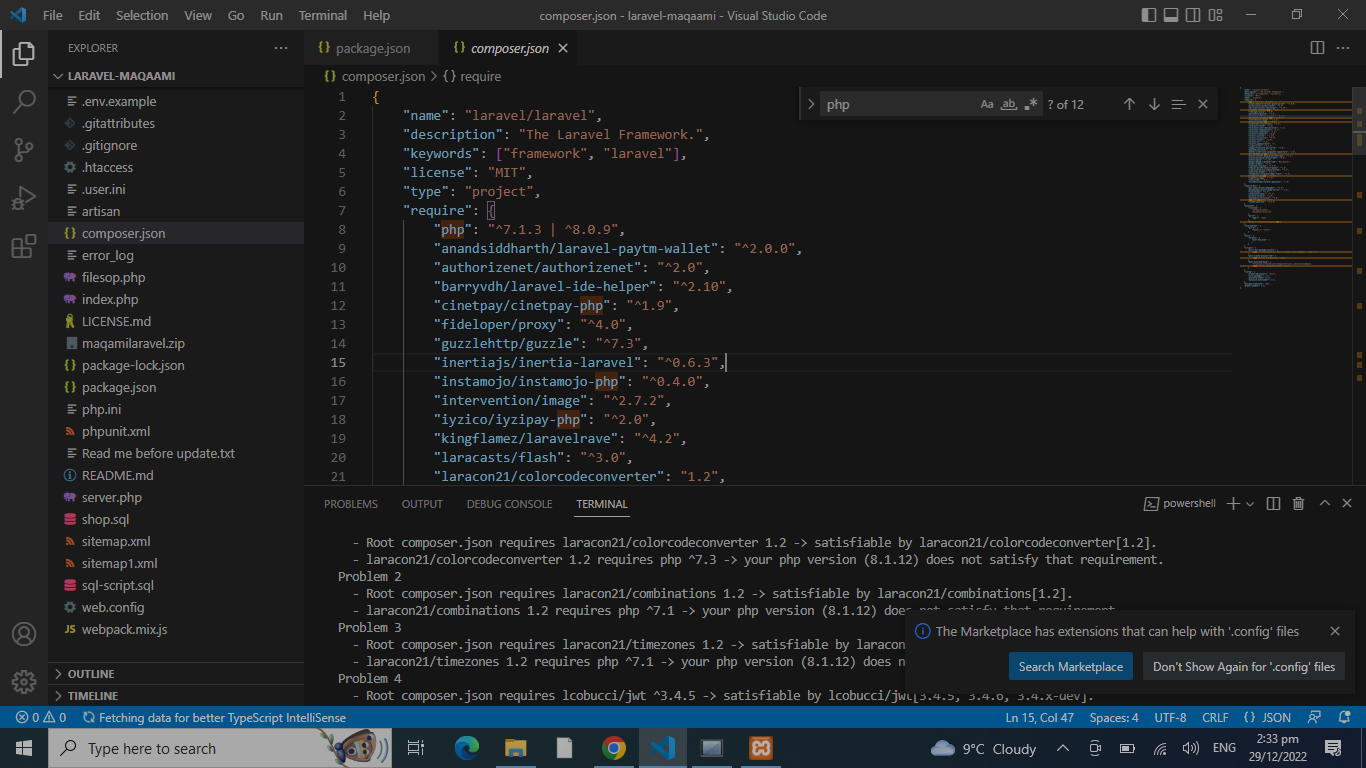 File Edit Selection View Go Run Terminal Help
composer.json - laravel-maqaami - Visual Studio Code
EXPLORER
LARAVEL-MAQAAMI
.env.example
.gitattributes
.gitignore
.htaccess
.user.ini
artisan
composer.json
error_log
filesop.php
index.php
LICENSE.md
maqamilaravel.zip
package-lock.json
package.json
php.ini
phpunit.xml
Read me before update.txt
README.md
server.php
shop.sql
sitemap.xml
sitemap1.xml
sql-script.sql
web.config
webpack.mix.js
OUTLINE
TIMELINE
package.json
composer.json
composer.json > {} require
php
Aa ab .*
? of 12
1 {
2 "name": "laravel/laravel",
3 "description": "The Laravel Framework.",
4 "keywords": ["framework", "laravel"],
5 "license": "MIT",
6 "type": "project",
7 "require": {
8 "php": "^7.1.3 | ^8.0.9",
9 "anandsiddharth/laravel-paytm-wallet": "^2.0.0",
10 "authorizenet/authorizenet": "^2.0",
11 "barryvdh/laravel-ide-helper": "^2.10",
12 "cinetpay/cinetpay-php": "^1.9",
13 "fideloper/proxy": "^4.0",
14 "guzzlehttp/guzzle": "^7.3",
15 "inertiajs/inertia-laravel": "^0.6.3",
16 "instamojo/instamojo-php": "^0.4.0",
17 "intervention/image": "^2.7.2",
18 "iyzico/iyzipay-php": "^2.0",
19 "kingflamez/laravelrave": "^4.2",
20 "laracasts/flash": "^3.0",
21 "laracon21/colorcodeconverter": "1.2",
PROBLEMS OUTPUT DEBUG CONSOLE TERMINAL
powershell
- Root composer.json requires laracon21/colorcodeconverter 1.2 -> satisfiable by laracon21/colorcodeconverter[1.2].
- laracon21/colorcodeconverter 1.2 requires php ^7.3 -> your php version (8.1.12) does not satisfy that requirement.
Problem 2
- Root composer.json requires laracon21/combinations 1.2 -> satisfiable by laracon21/combinations[1.2].
- laracon21/combinations 1.2 requires php ^7.1 -> your php version (8.1.12) does not satisfy that requirement.
Problem 3
- Root composer.json requires laracon21/timezones 1.2 -> satisfiable by laracon
- laracon21/timezones 1.2 requires php ^7.1 -> your php version (8.1.12) does n
Problem 4
- Root composer.json requires lcobucci/jwt ^3.4.5 -> satisfiable by lcobucci/jwt[3.4.5, 3.4.6, 3.4.x-dev].
The Marketplace has extensions that can help with '.config' files
Search Marketplace
Don't Show Again for '.config' files
0 0 Fetching data for better TypeScript IntelliSense
Ln 15, Col 47 Spaces: 4 UTF-8 CRLF {} JSON
Type here to search
9°C Cloudy
ENG
2:33 pm
29/12/2022